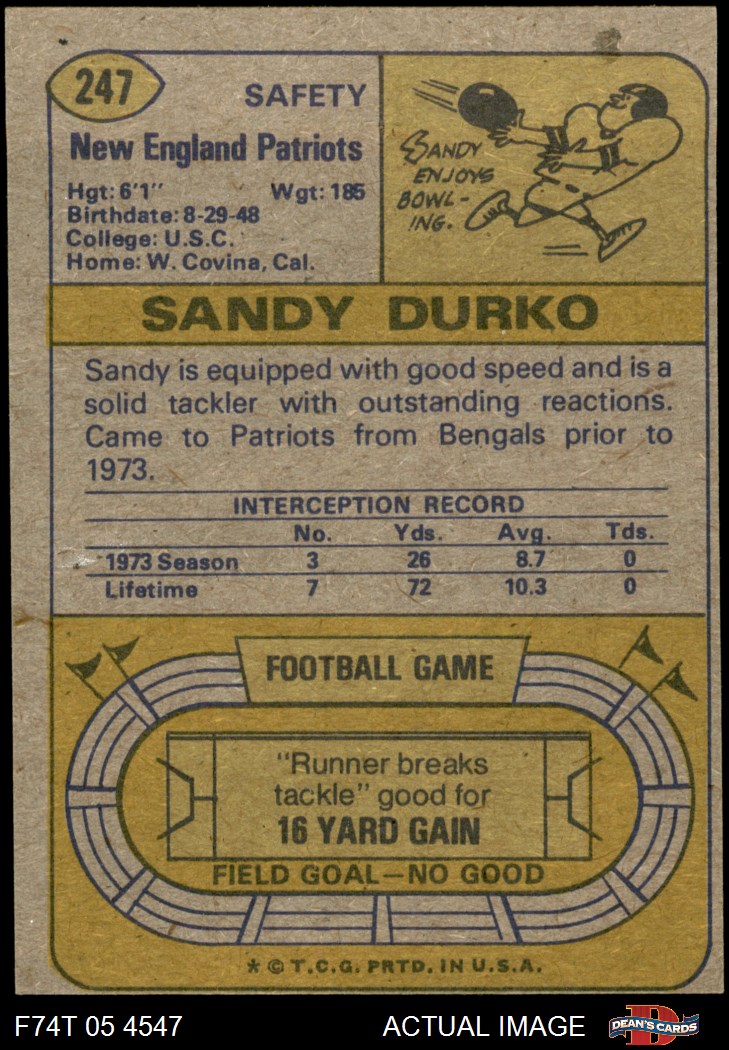 247
SAFETY
New England Patriots
Hgt: 6'1" Wgt: 185
Birthdate: 8-29-48
College: U.S.C.
Home: W. Covina, Cal.
SANDY
ENJOYS
BOWL-
ING.
SANDY DURKO
Sandy is equipped with good speed and is a
solid tackler with outstanding reactions.
Came to Patriots from Bengals prior to
1973.
INTERCEPTION RECORD
No. Yds. Avg. Tds.
1973 Season 3 26 8.7 0
Lifetime 7 72 10.3 0
FOOTBALL GAME
"Runner breaks
tackle" good for
16 YARD GAIN
FIELD GOAL—NO GOOD
* © T.C.G. PRTD. IN U.S.A.
F74T 05 4547 ACTUAL IMAGE D DEAN'S CARDS